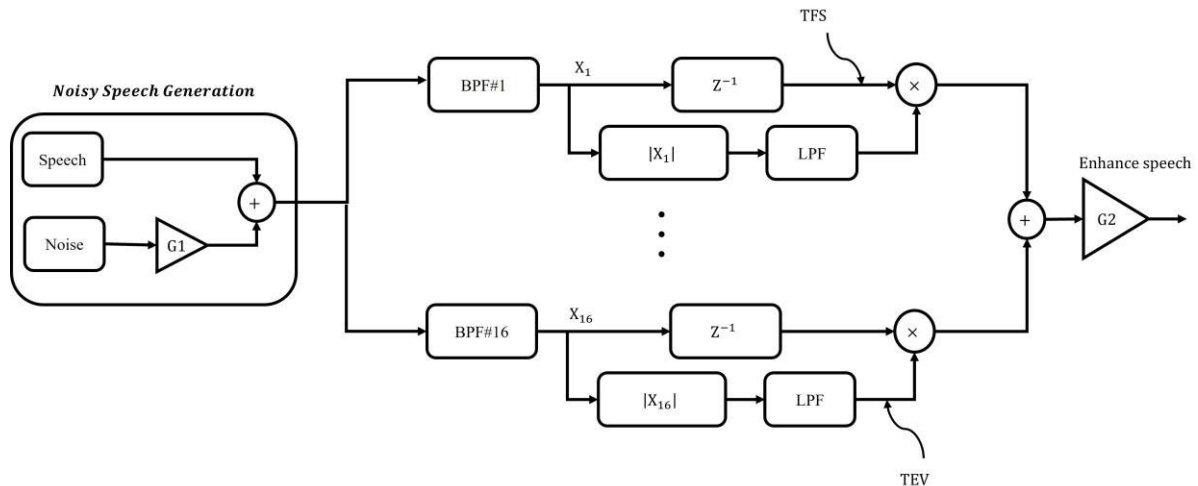 TFS
Noisy Speech Generation
BPF#1
X₁
Z⁻¹
×
Speech
|X₁|
LPF
Enhance speech
+
+
G2
Noise
G1
BPF#16
X₁₆
Z⁻¹
×
|X₁₆|
LPF
TEV